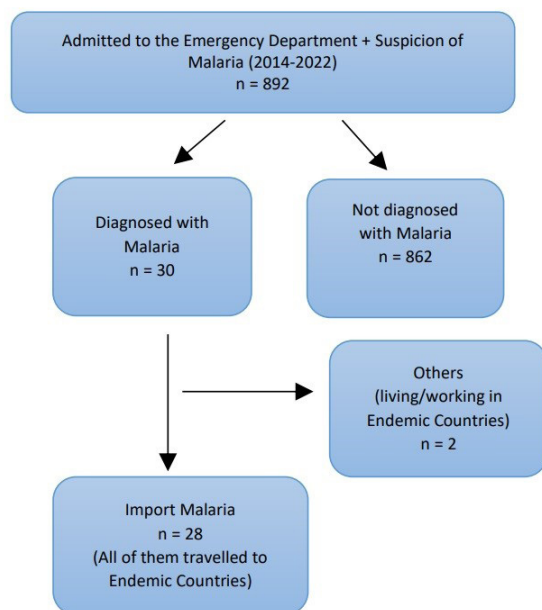 Admitted to the Emergency Department + Suspicion of
Malaria (2014-2022)
n = 892
Diagnosed with
Malaria
n = 30
Not diagnosed
with Malaria
n = 862
Others
(living/working in
Endemic Countries)
n = 2
Import Malaria
n = 28
(All of them travelled to
Endemic Countries)